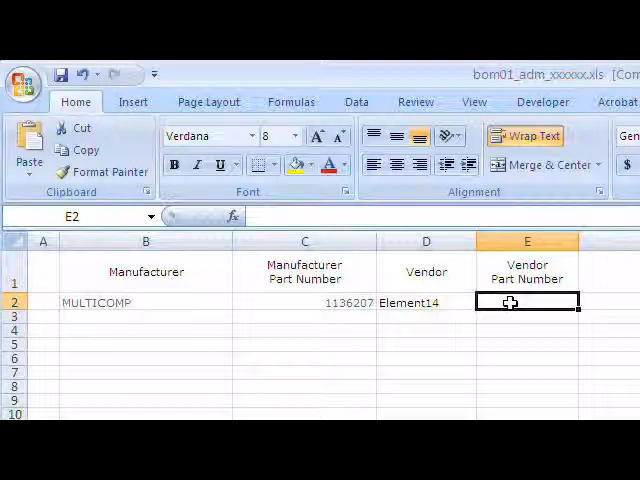 bom01_adm_xxxxxx.xls [Com
Home Insert Page Layout Formulas Data Review View Developer Acrobat
Paste
Cut
Copy
Format Painter
Clipboard
Verdana 8
B I U A
Font
Wrap Text
Merge & Center
Alignment
Gen
$
E2 fx
A B C D E
1 Manufacturer Manufacturer Part Number Vendor Vendor Part Number
2 MULTICOMP 1136207 Element14
3
4
5
6
7
8
9
10